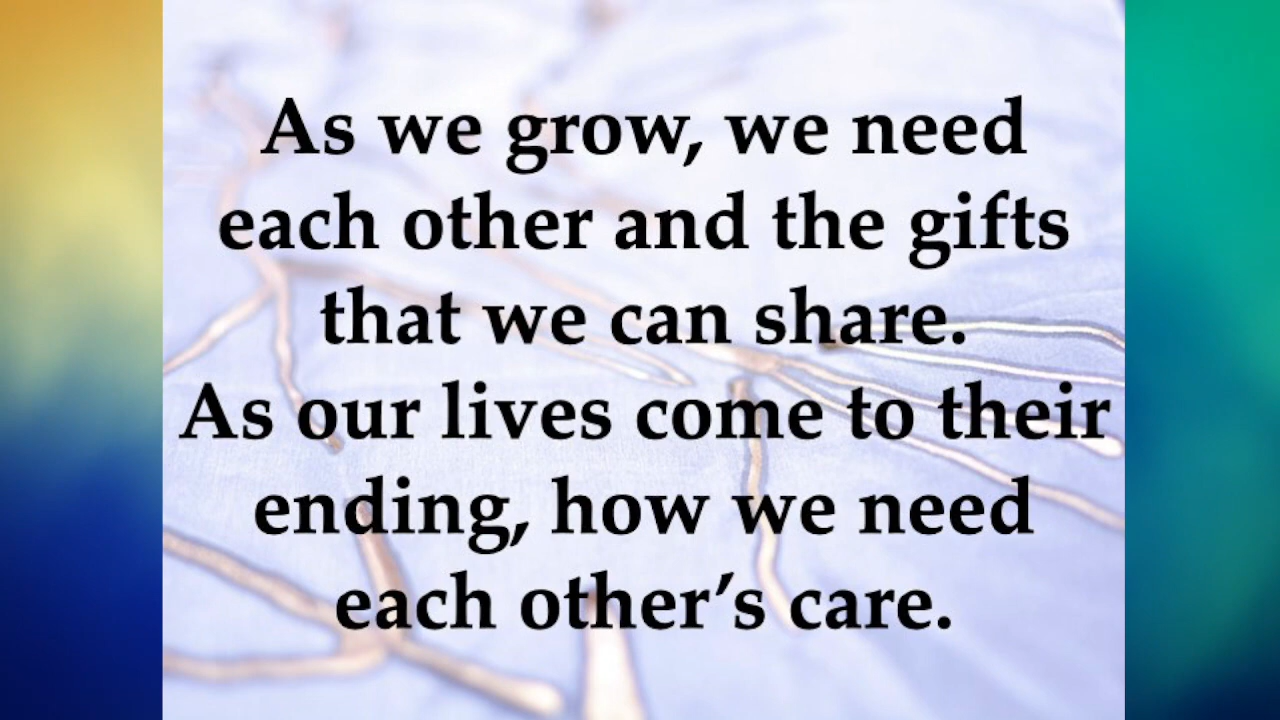 As we grow, we need
each other and the gifts
that we can share.
As our lives come to their
ending, how we need
each other’s care.